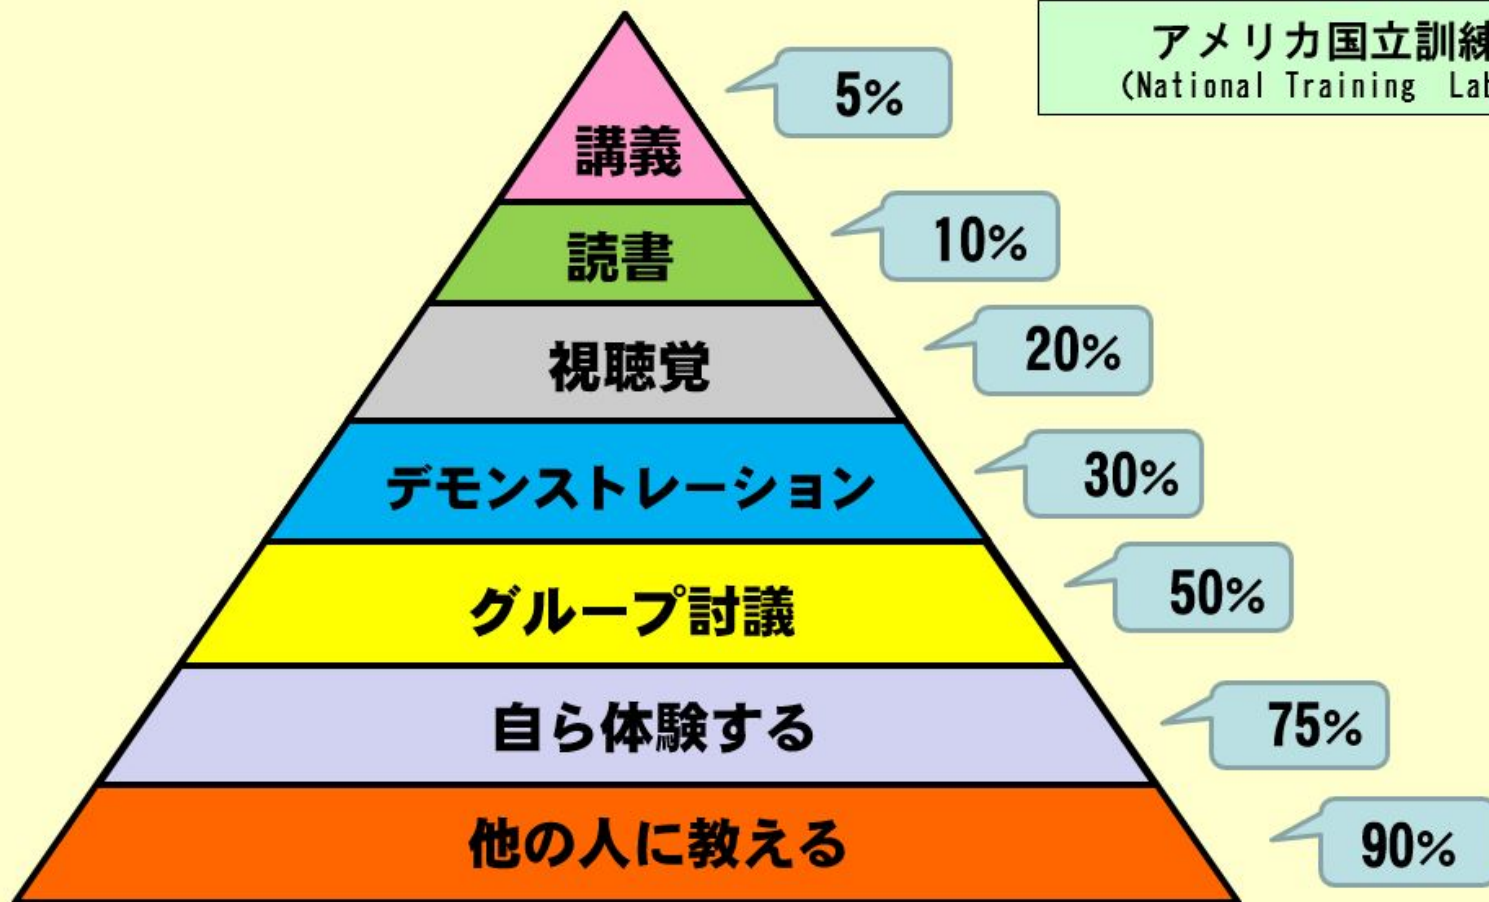 アメリカ国立訓練
(National Training Lab
5%
講義
10%
読書
20%
視聴覚
30%
デモンストレーション
50%
グループ討議
75%
自ら体験する
90%
他の人に教える